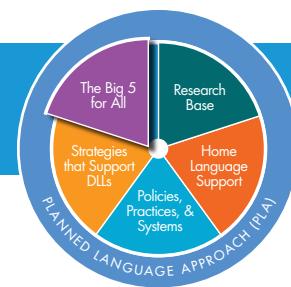 The Big 5
for All
Research
Base
Home
Language
Support
Policies,
Practices, &
Systems
Strategies
that Support
DLLs
PLANNED LANGUAGE APPROACH (PLA)